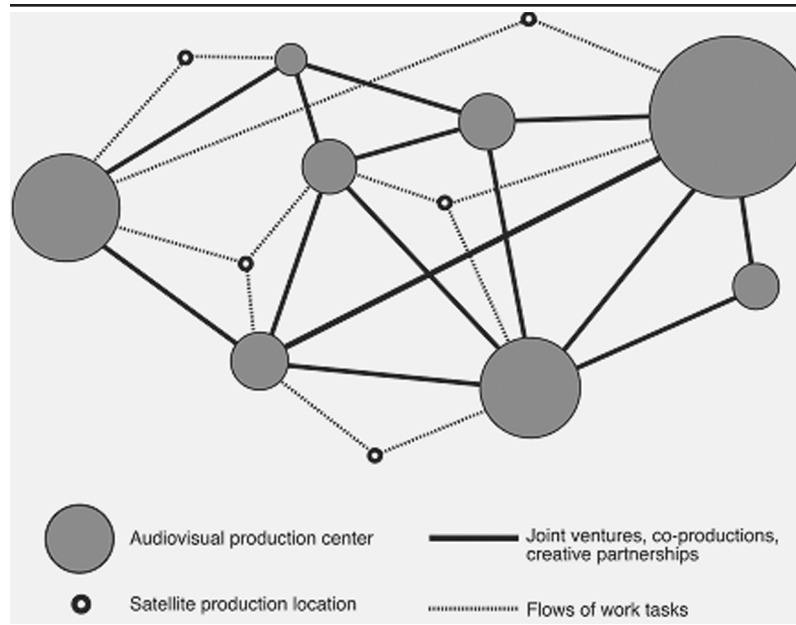 Audiovisual production center
Joint ventures, co-productions,
creative partnerships
Satellite production location
Flows of work tasks